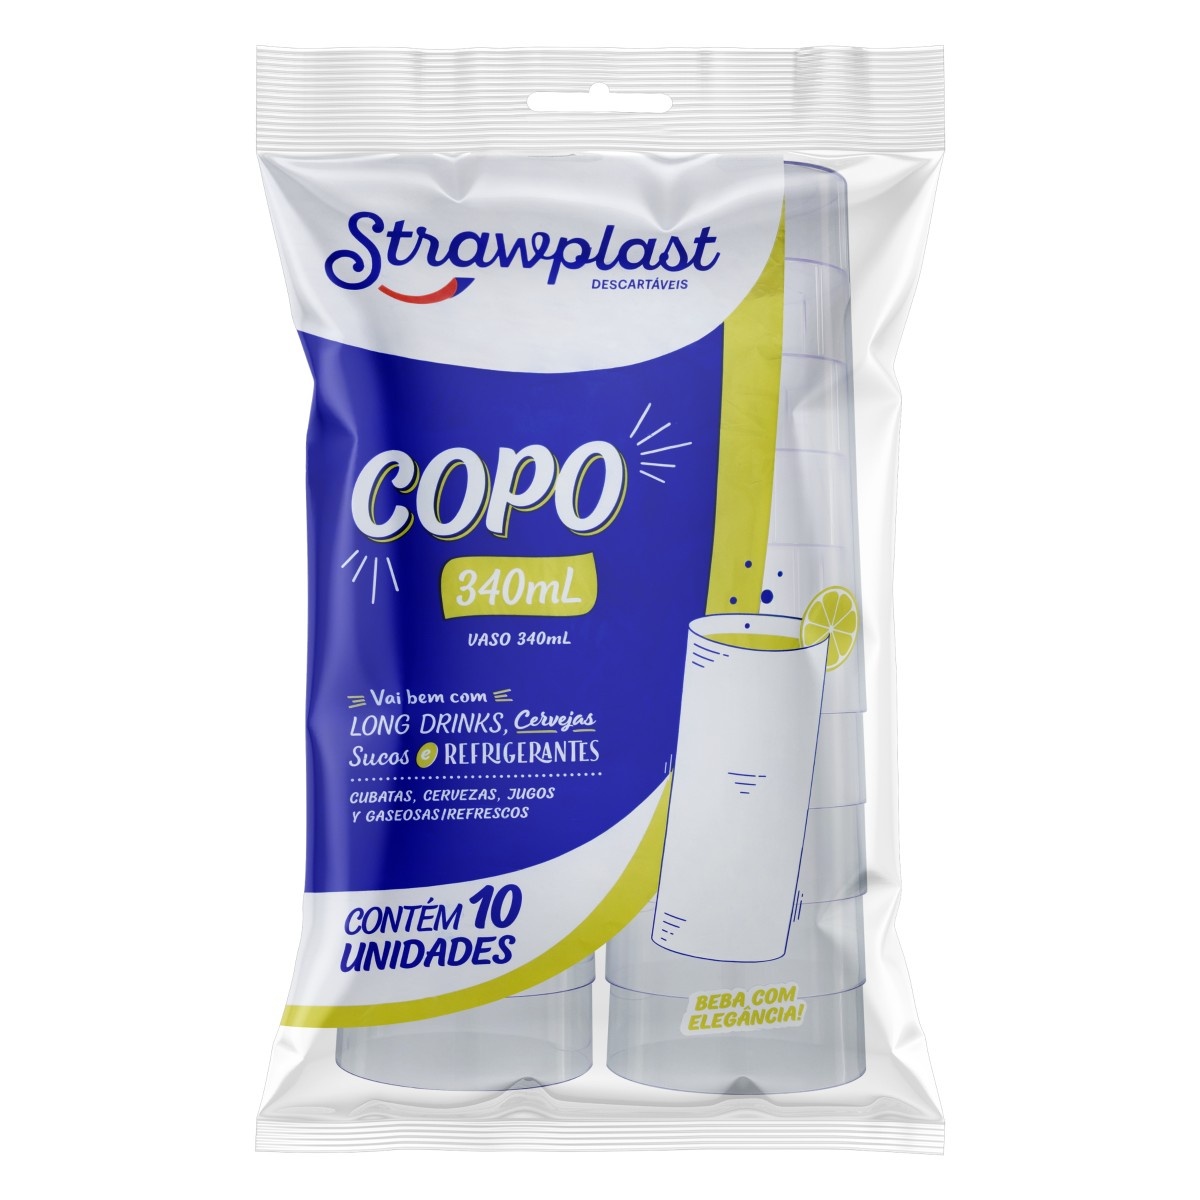 Strawplast
DESCARTÁVEIS
COPO
340mL
VASO 340mL
Vai bem com
LONG DRINKS, Cervejas
Sucos e REFRIGERANTES
CUBATAS, CERVEZAS, JUGOS
Y GASEOSAS/REFRESCOS
CONTÉM 10
UNIDADES
BEBA COM
ELEGÂNCIA!